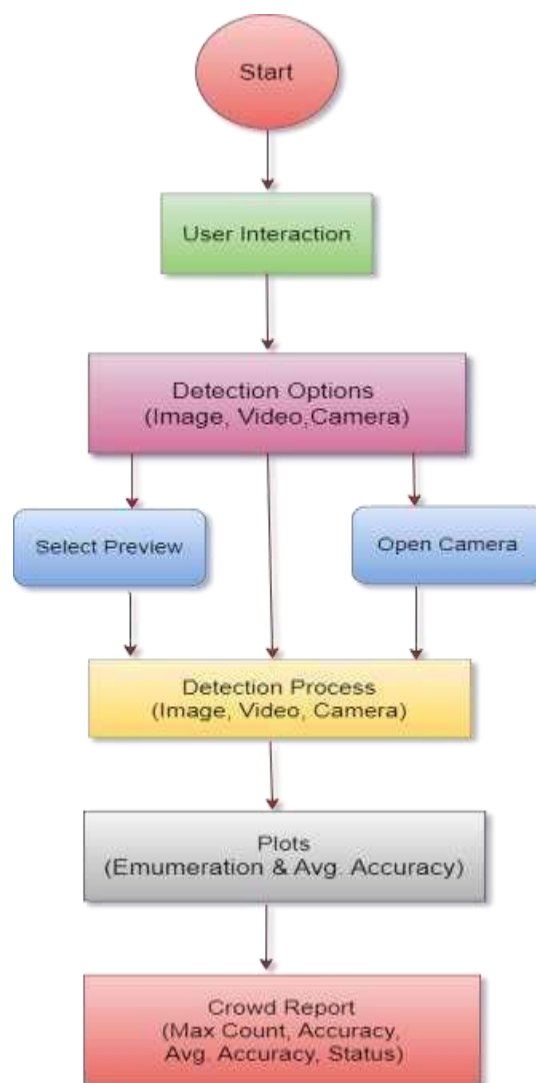 Start
User Interaction
Detection Options
(Image, Video,Camera)
Select Preview
Open Camera
Detection Process
(Image, Video, Camera)
Plots
(Emumeration & Avg. Accuracy)
Crowd Report
(Max Count, Accuracy,
Avg. Accuracy, Status)